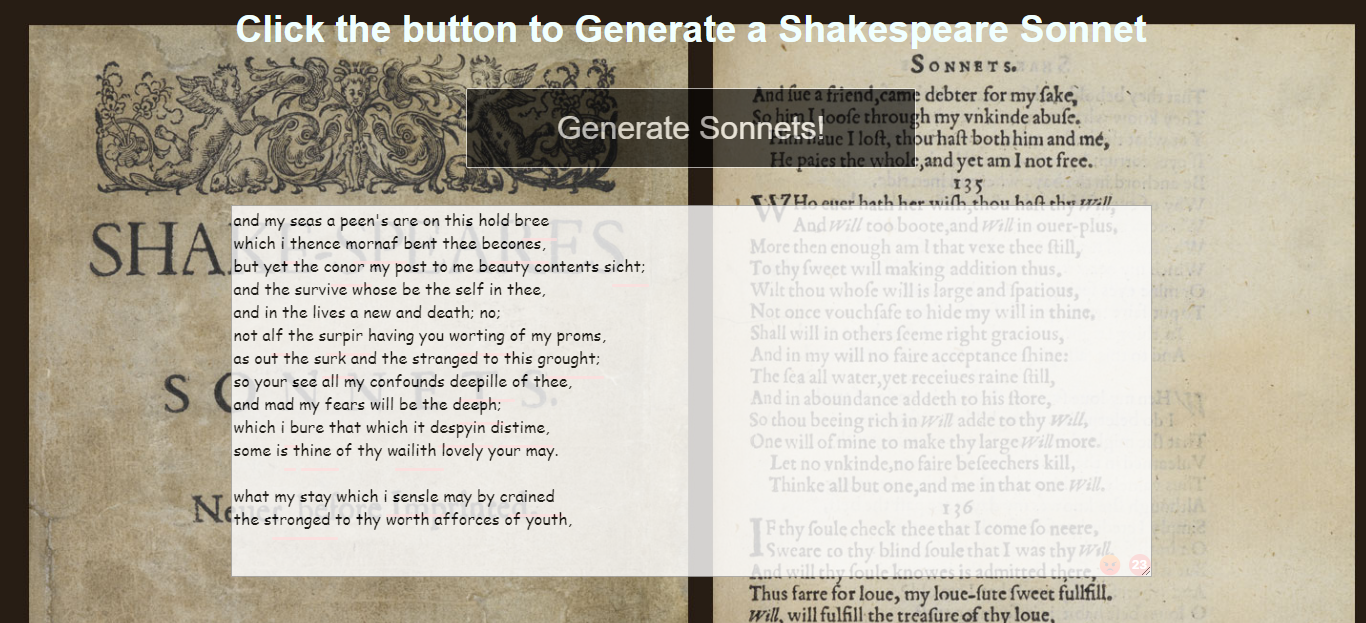 Click the button to Generate a Shakespeare Sonnet
Generate Sonnets!
and my seas a peen's are on this hold bree
which i thence mornaf bent thee becones,
but yet the conor my post to me beauty contents sicht;
and the survive whose be the self in thee,
and in the lives a new and death; no;
not alf the surpir having you worting of my proms,
as out the surk and the stranged to this grought;
so your see all my confounds deepille of thee,
and mad my fears will be the deeph;
which i bure that which it despyin distime,
some is thine of thy wailith lovely your may.
what my stay which i sensle may by crained
the stronged to thy worth afforces of youth,
23
SHAKE-SPEARES
SONNETS.
Never before Imprinted.
SONNETS.
And ſue a friend,came debter for my ſake,
So him I looſe through my vnkinde abuſe.
Him haue I loſt, thou haſt both him and me,
He paies the whole,and yet am I not free.
135
WHo euer hath her wiſh,thou haſt thy Will,
And Will too boote,and Will in ouer-plus,
More then enough am I that vexe thee ſtill,
To thy ſweet will making addition thus.
Wilt thou whoſe will is large and ſpatious,
Not once vouchſafe to hide my will in thine,
Shall will in others ſeeme right gracious,
And in my will no faire acceptance ſhine:
The ſea all water,yet receiues raine ſtill,
And in aboundance addeth to his ſtore,
So thou beeing rich in Will adde to thy Will,
One will of mine to make thy large Will more.
Let no vnkinde,no faire beſeechers kill,
Thinke all but one,and me in that one Will.
136
IF thy ſoule check thee that I come ſo neere,
Sweare to thy blind ſoule that I was thy Will,
And will thy ſoule knowes is admitted there,
Thus farre for loue, my loue-ſute ſweet fullfill.
Will, will fulfill the treaſure of thy loue,